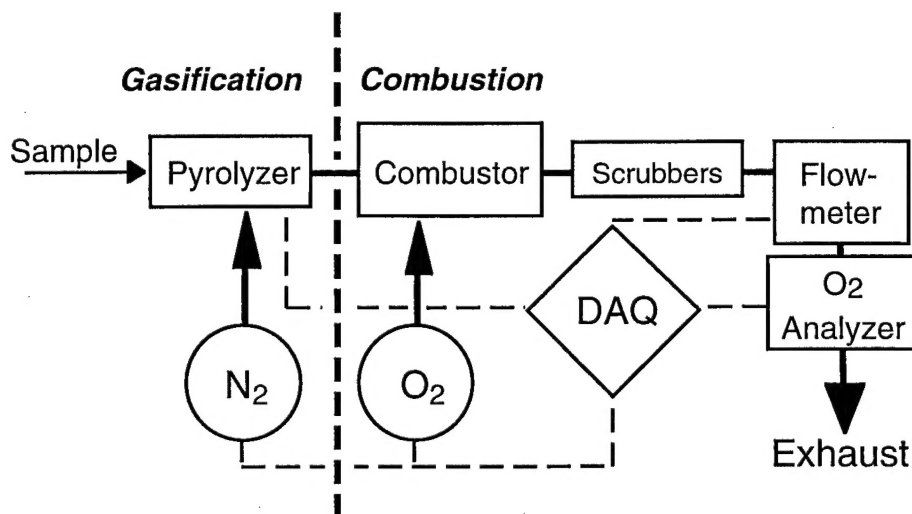 Gasification
Combustion
Sample
Pyrolyzer
Combustor
Scrubbers
Flow-
meter
O2
Analyzer
DAQ
N2
O2
Exhaust